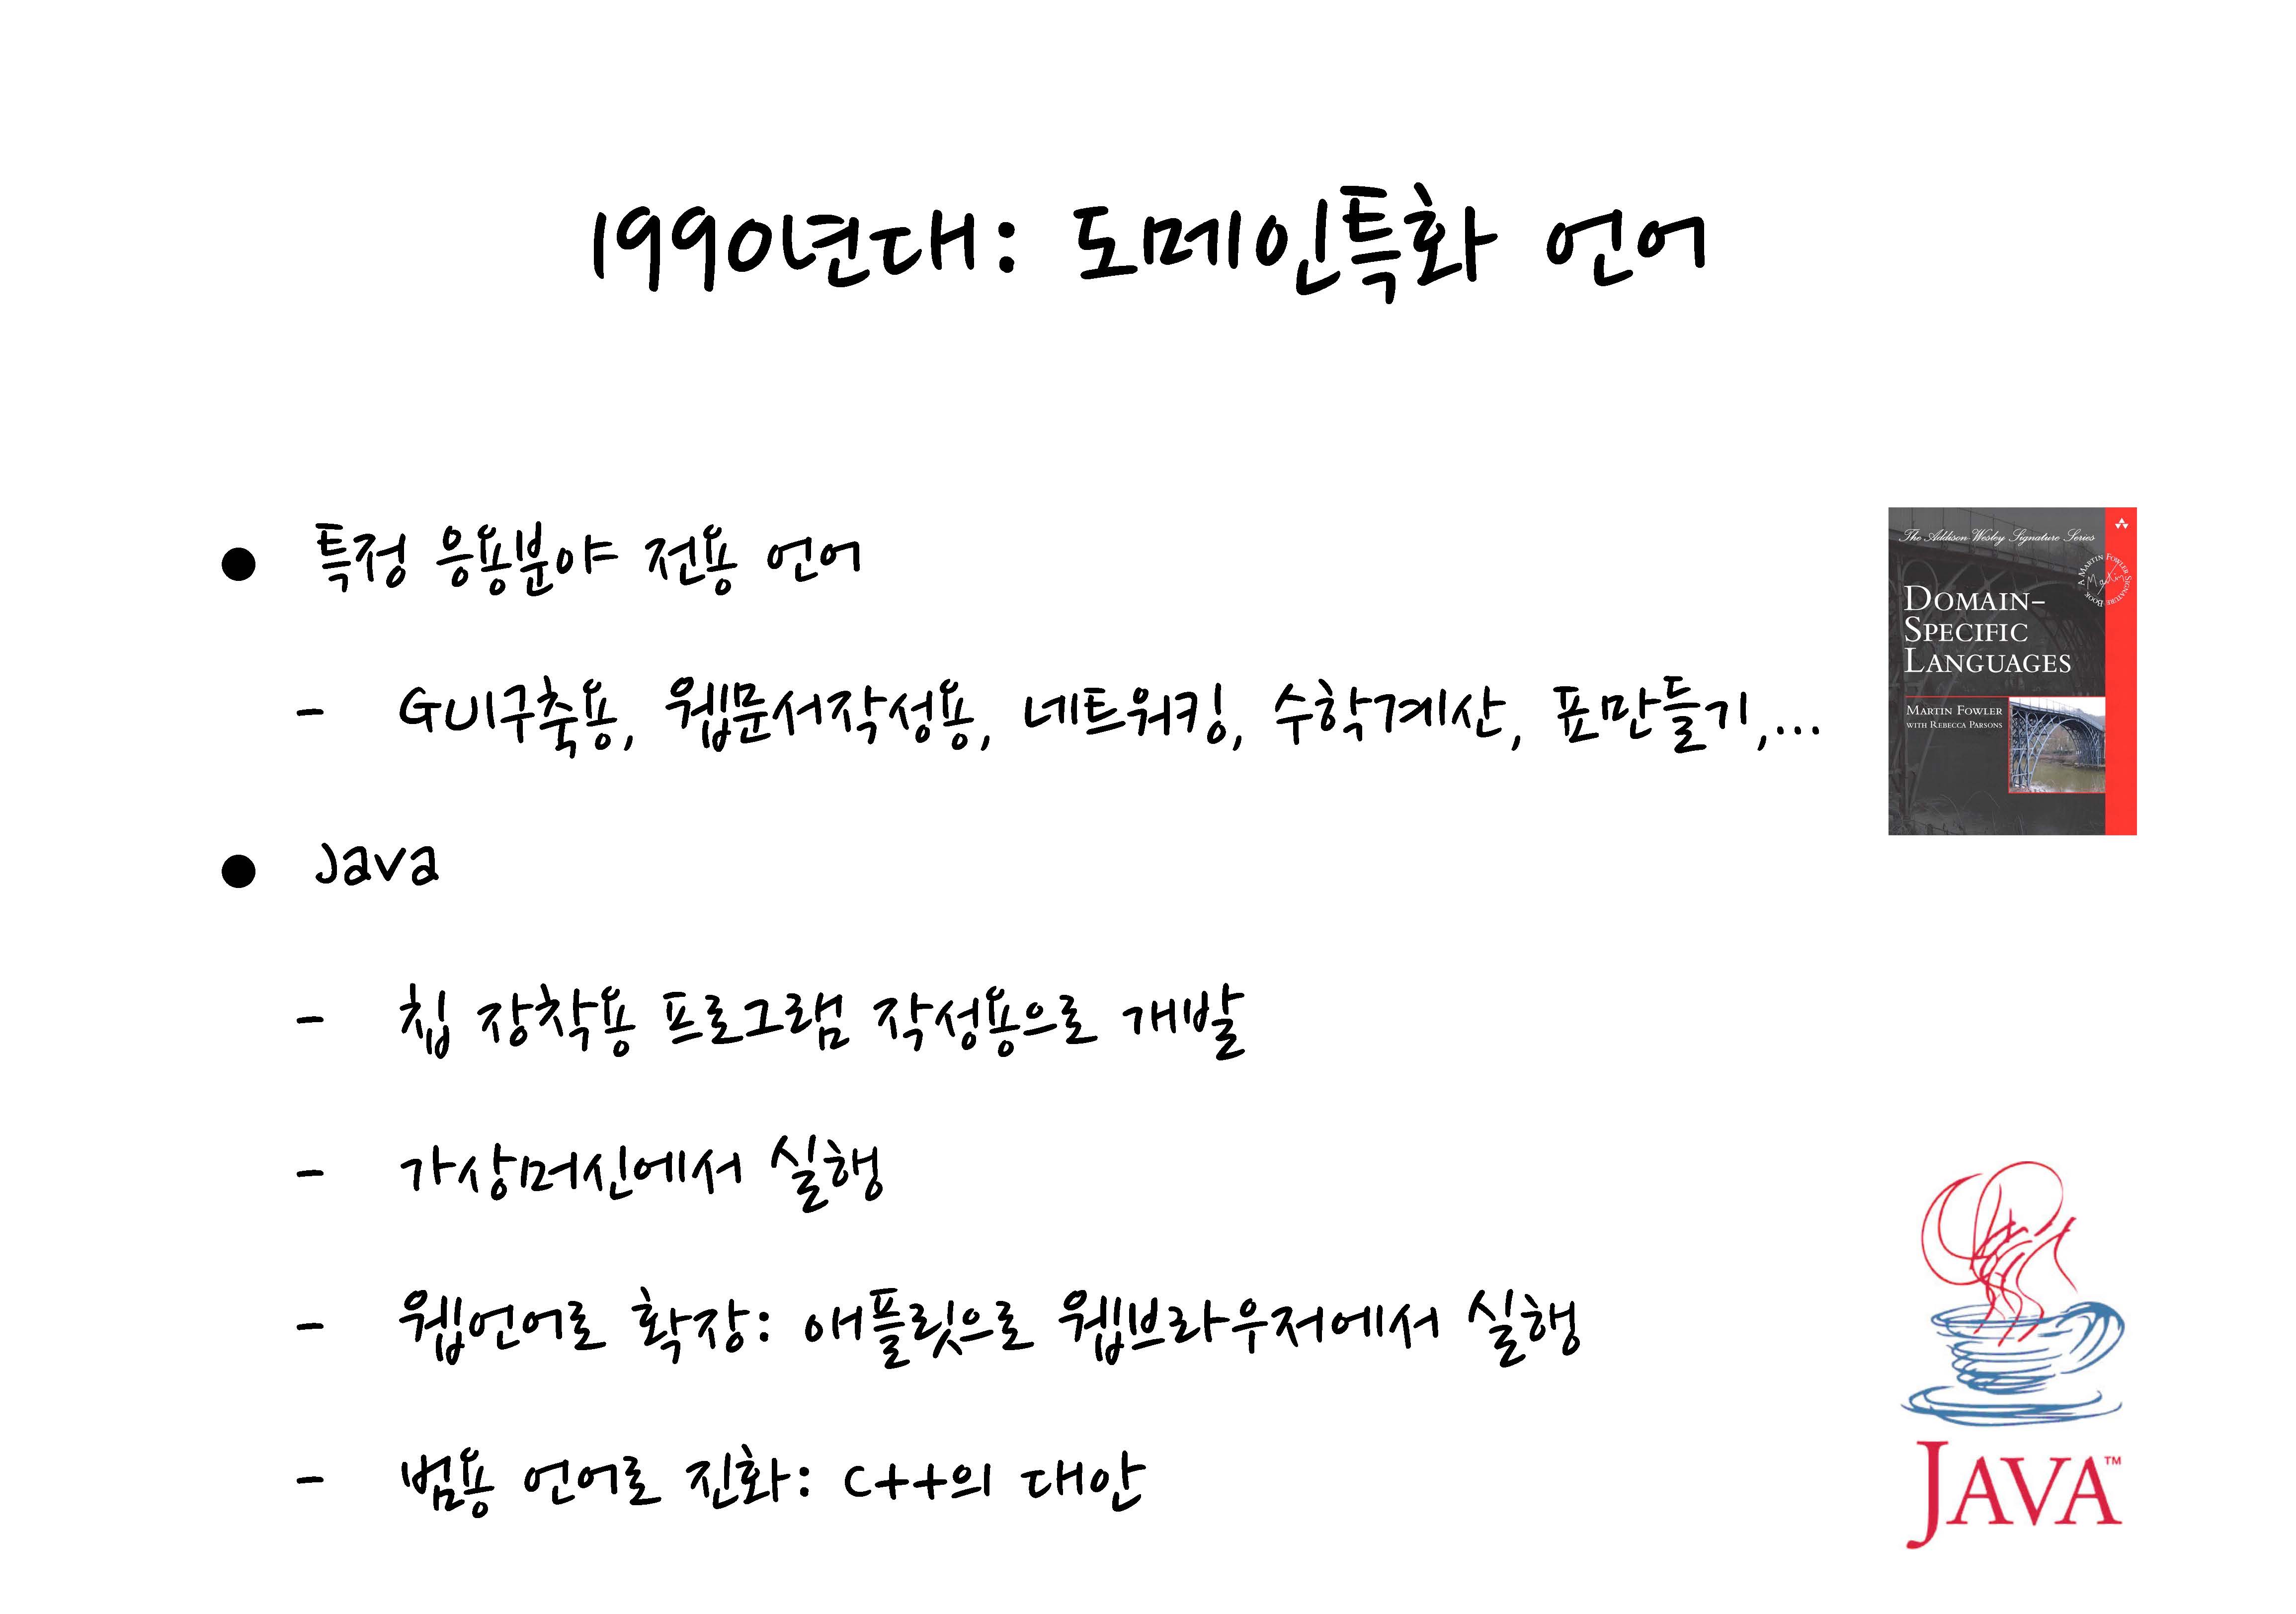 1990년대: 도메인특화 언어
● 특정 응용분야 전용 언어
- GUI구축용, 웹문서작성용, 네트워킹, 수학계산, 표만들기,...
● Java
- 칩 장착용 프로그램 작성용으로 개발
- 가상머신에서 실행
- 웹언어로 확장: 애플릿으로 웹브라우저에서 실행
- 범용 언어로 진화: C++의 대안
The Addison Wesley Signature Series
A MARTIN FOWLER SIGNATURE BOOK
Martin
DOMAIN-
SPECIFIC
LANGUAGES
MARTIN FOWLER
WITH REBECCA PARSONS
JAVA™